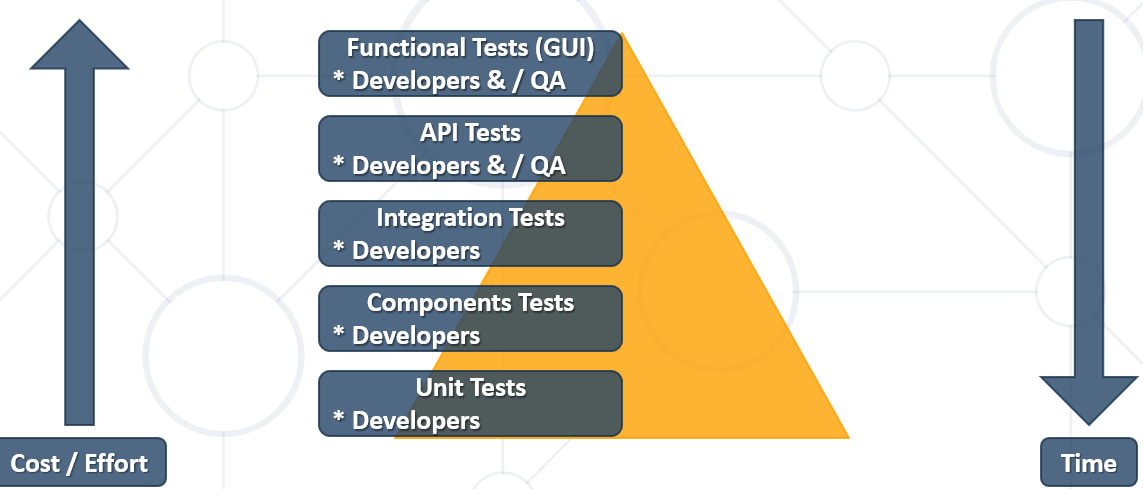 Functional Tests (GUI)
* Developers & / QA
API Tests
* Developers & / QA
Integration Tests
* Developers
Components Tests
* Developers
Unit Tests
* Developers
Cost / Effort
Time